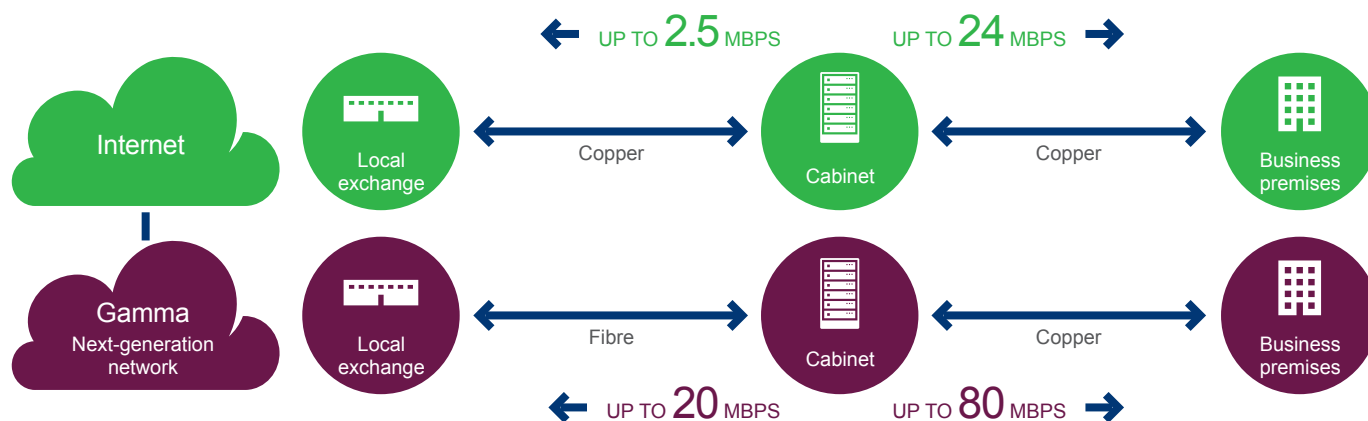 UP TO 2.5 MBPS
UP TO 24 MBPS
Internet
Local
exchange
Copper
Cabinet
Copper
Business
premises
Gamma
Next-generation
network
Local
exchange
Fibre
Cabinet
Copper
Business
premises
UP TO 20 MBPS
UP TO 80 MBPS